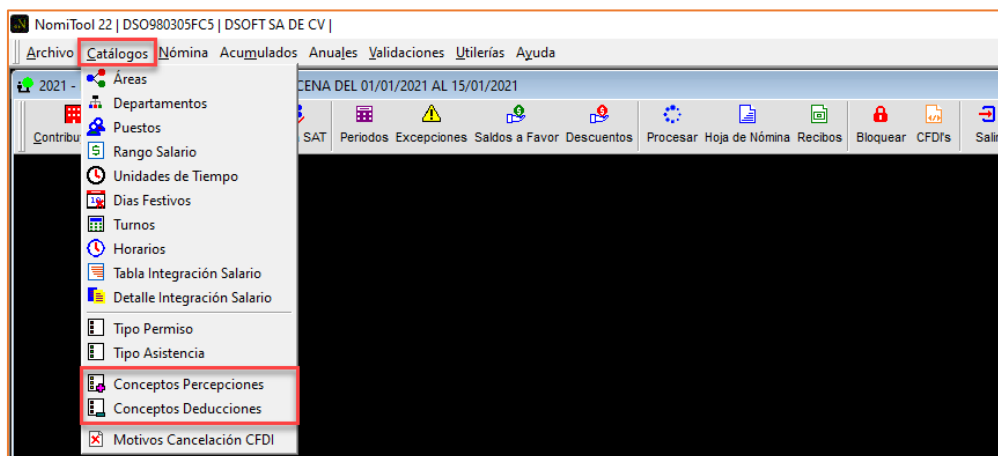 NomiTool 22 | DSO980305FC5 | DSOFT SA DE CV |
Archivo Catálogos Nómina Acumulados Anuales Validaciones Utilerías Ayuda
2021 - CENA DEL 01/01/2021 AL 15/01/2021
Contribu SAT Periodos Excepciones Saldos a Favor Descuentos Procesar Hoja de Nómina Recibos Bloquear CFDI's Salir
Áreas
Departamentos
Puestos
Rango Salario
Unidades de Tiempo
Dias Festivos
Turnos
Horarios
Tabla Integración Salario
Detalle Integración Salario
Tipo Permiso
Tipo Asistencia
Conceptos Percepciones
Conceptos Deducciones
Motivos Cancelación CFDI